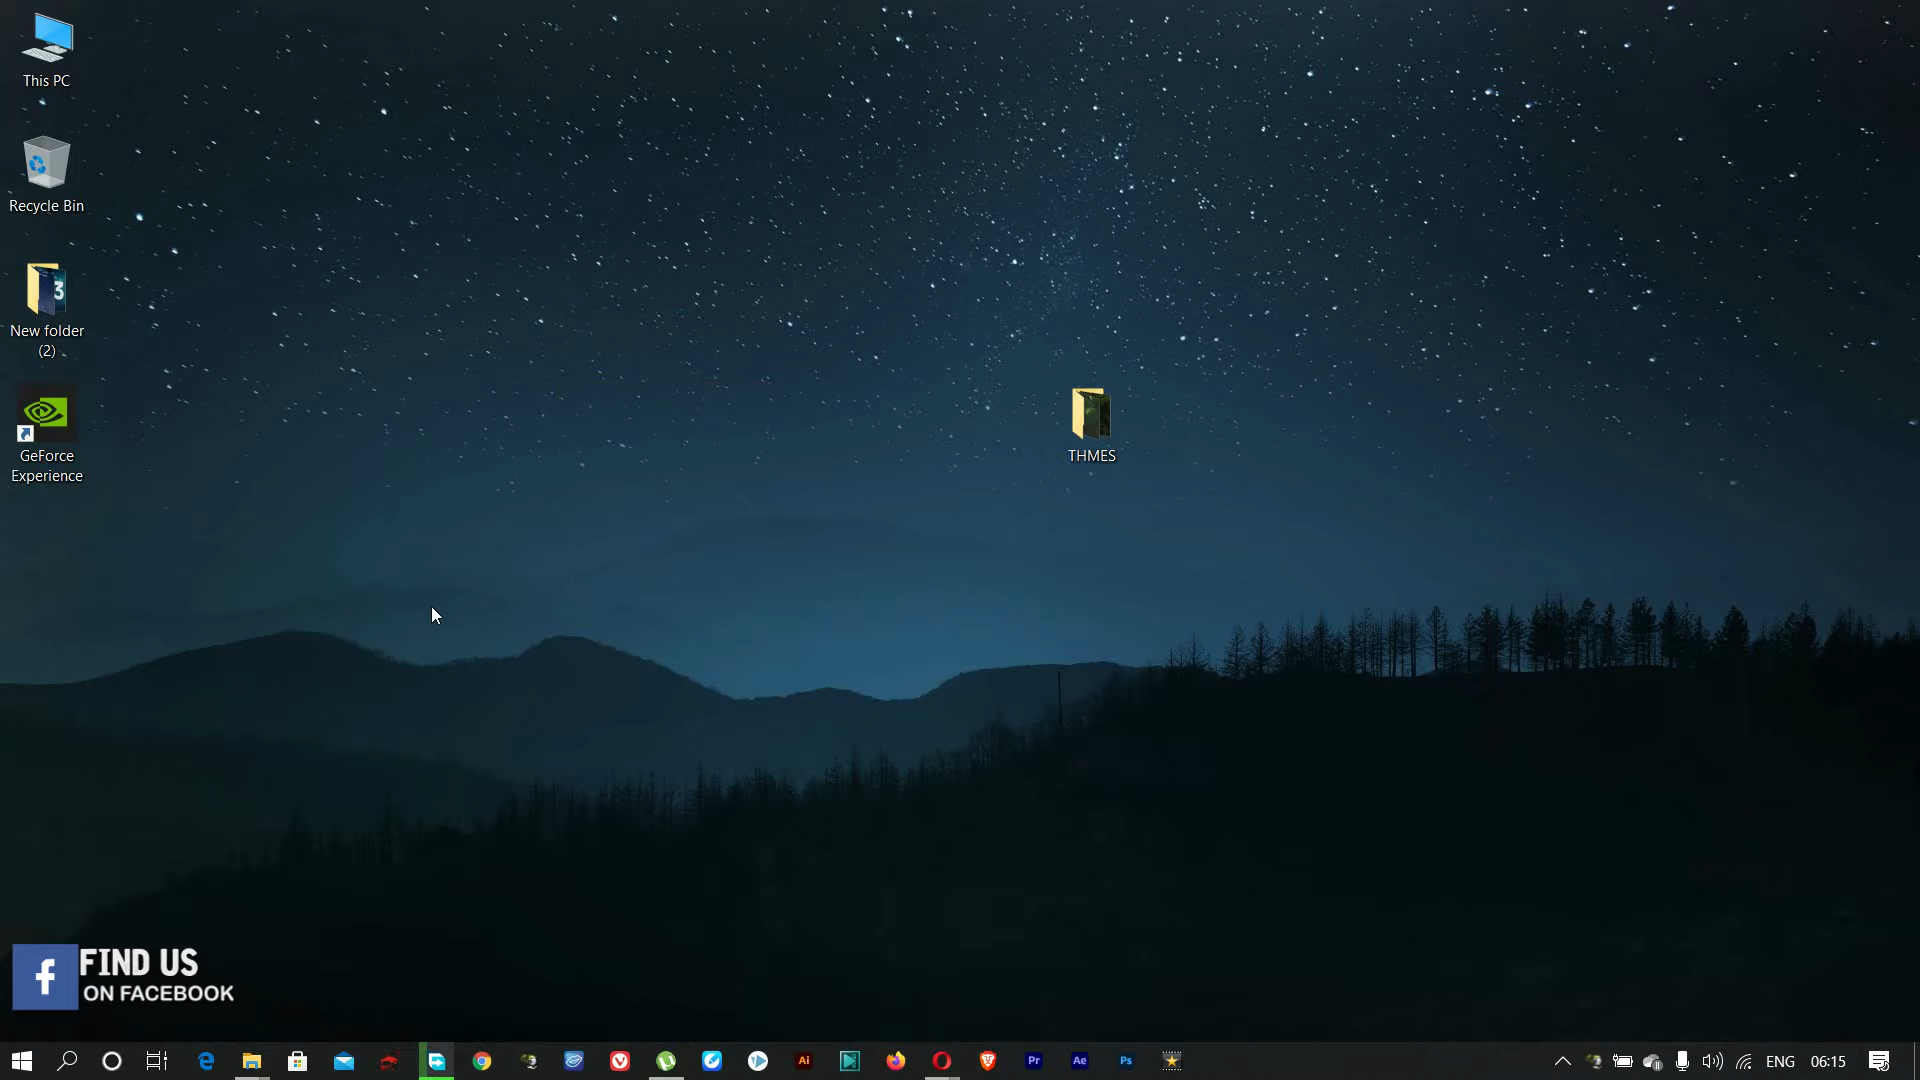 This PC
Recycle Bin
New folder
(2)
GeForce
Experience
THMES
f FIND US
ON FACEBOOK
Ai
Pr
Ae
Ps
ENG
06:15